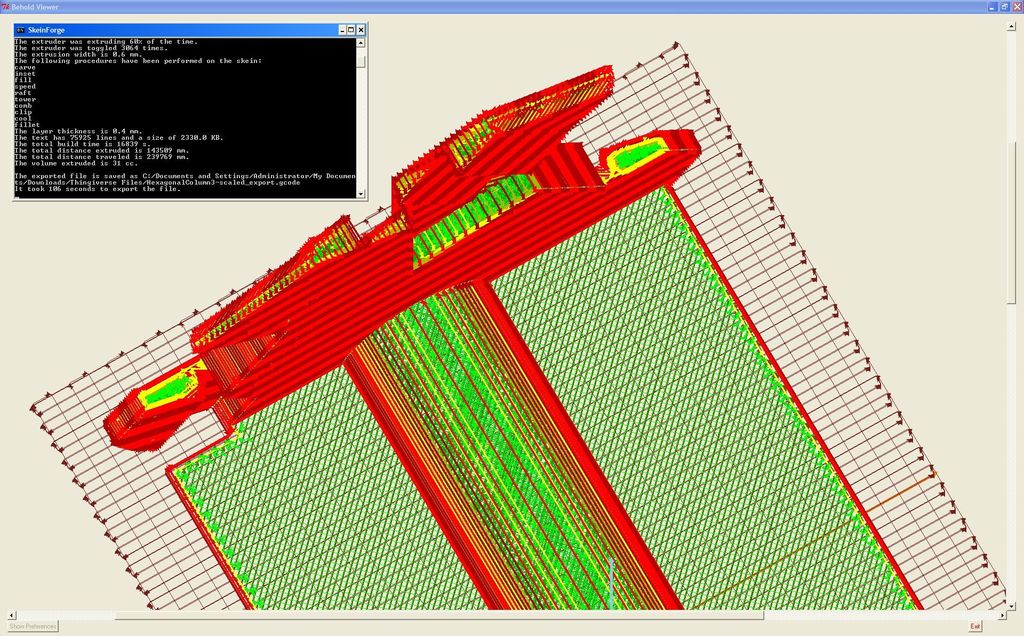 Behold Viewer
SkeinForge
The extruder was extruding 60% of the time.
The extruder was toggled 3064 times.
The extrusion width is 0.6 mm.
The following procedures have been performed on the skein:
carve
inset
fill
speed
raft
tower
comb
clip
cool
fillet
The layer thickness is 0.4 mm.
The text has 75925 lines and a size of 2330.0 KB.
The total build time is 16839 s.
The total distance extruded is 143509 mm.
The total distance traveled is 239769 mm.
The volume extruded is 31 cc.
The exported file is saved as C:/Documents and Settings/Administrator/My Documen
ts/Downloads/Thingiverse Files/HexagonalColumn3-scaled_export.gcode
It took 106 seconds to export the file.
Show Preferences
Exit